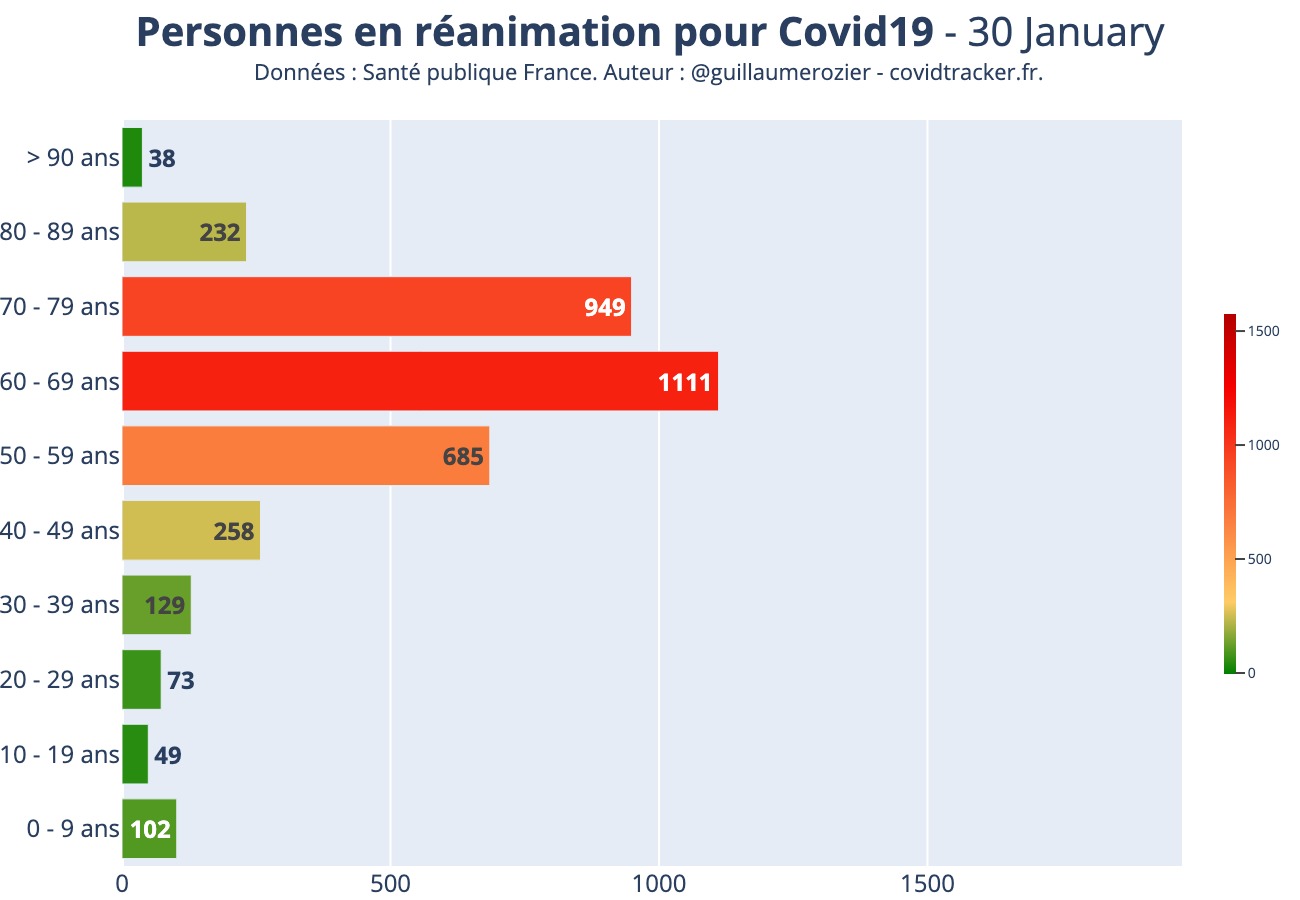 Personnes en réanimation pour Covid19 - 30 January
Données : Santé publique France. Auteur : @guillaumerozier - covidtracker.fr.
> 90 ans 38
80 - 89 ans 232
70 - 79 ans 949
60 - 69 ans 1111
50 - 59 ans 685
40 - 49 ans 258
30 - 39 ans 129
20 - 29 ans 73
10 - 19 ans 49
0 - 9 ans 102
0 500 1000 1500
1500
1000
500
0